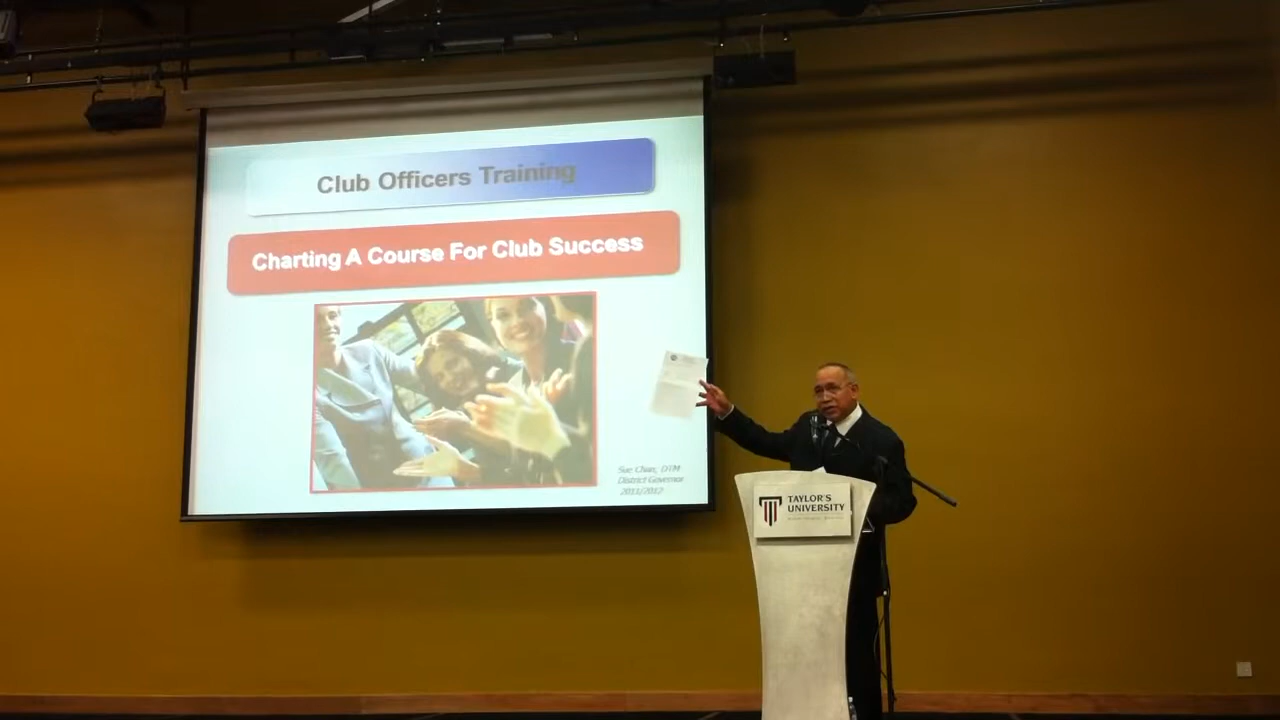 Club Officers Training
Charting A Course For Club Success
Sue Chan, DTM
District Governor
2011/2012
TAYLOR'S
UNIVERSITY